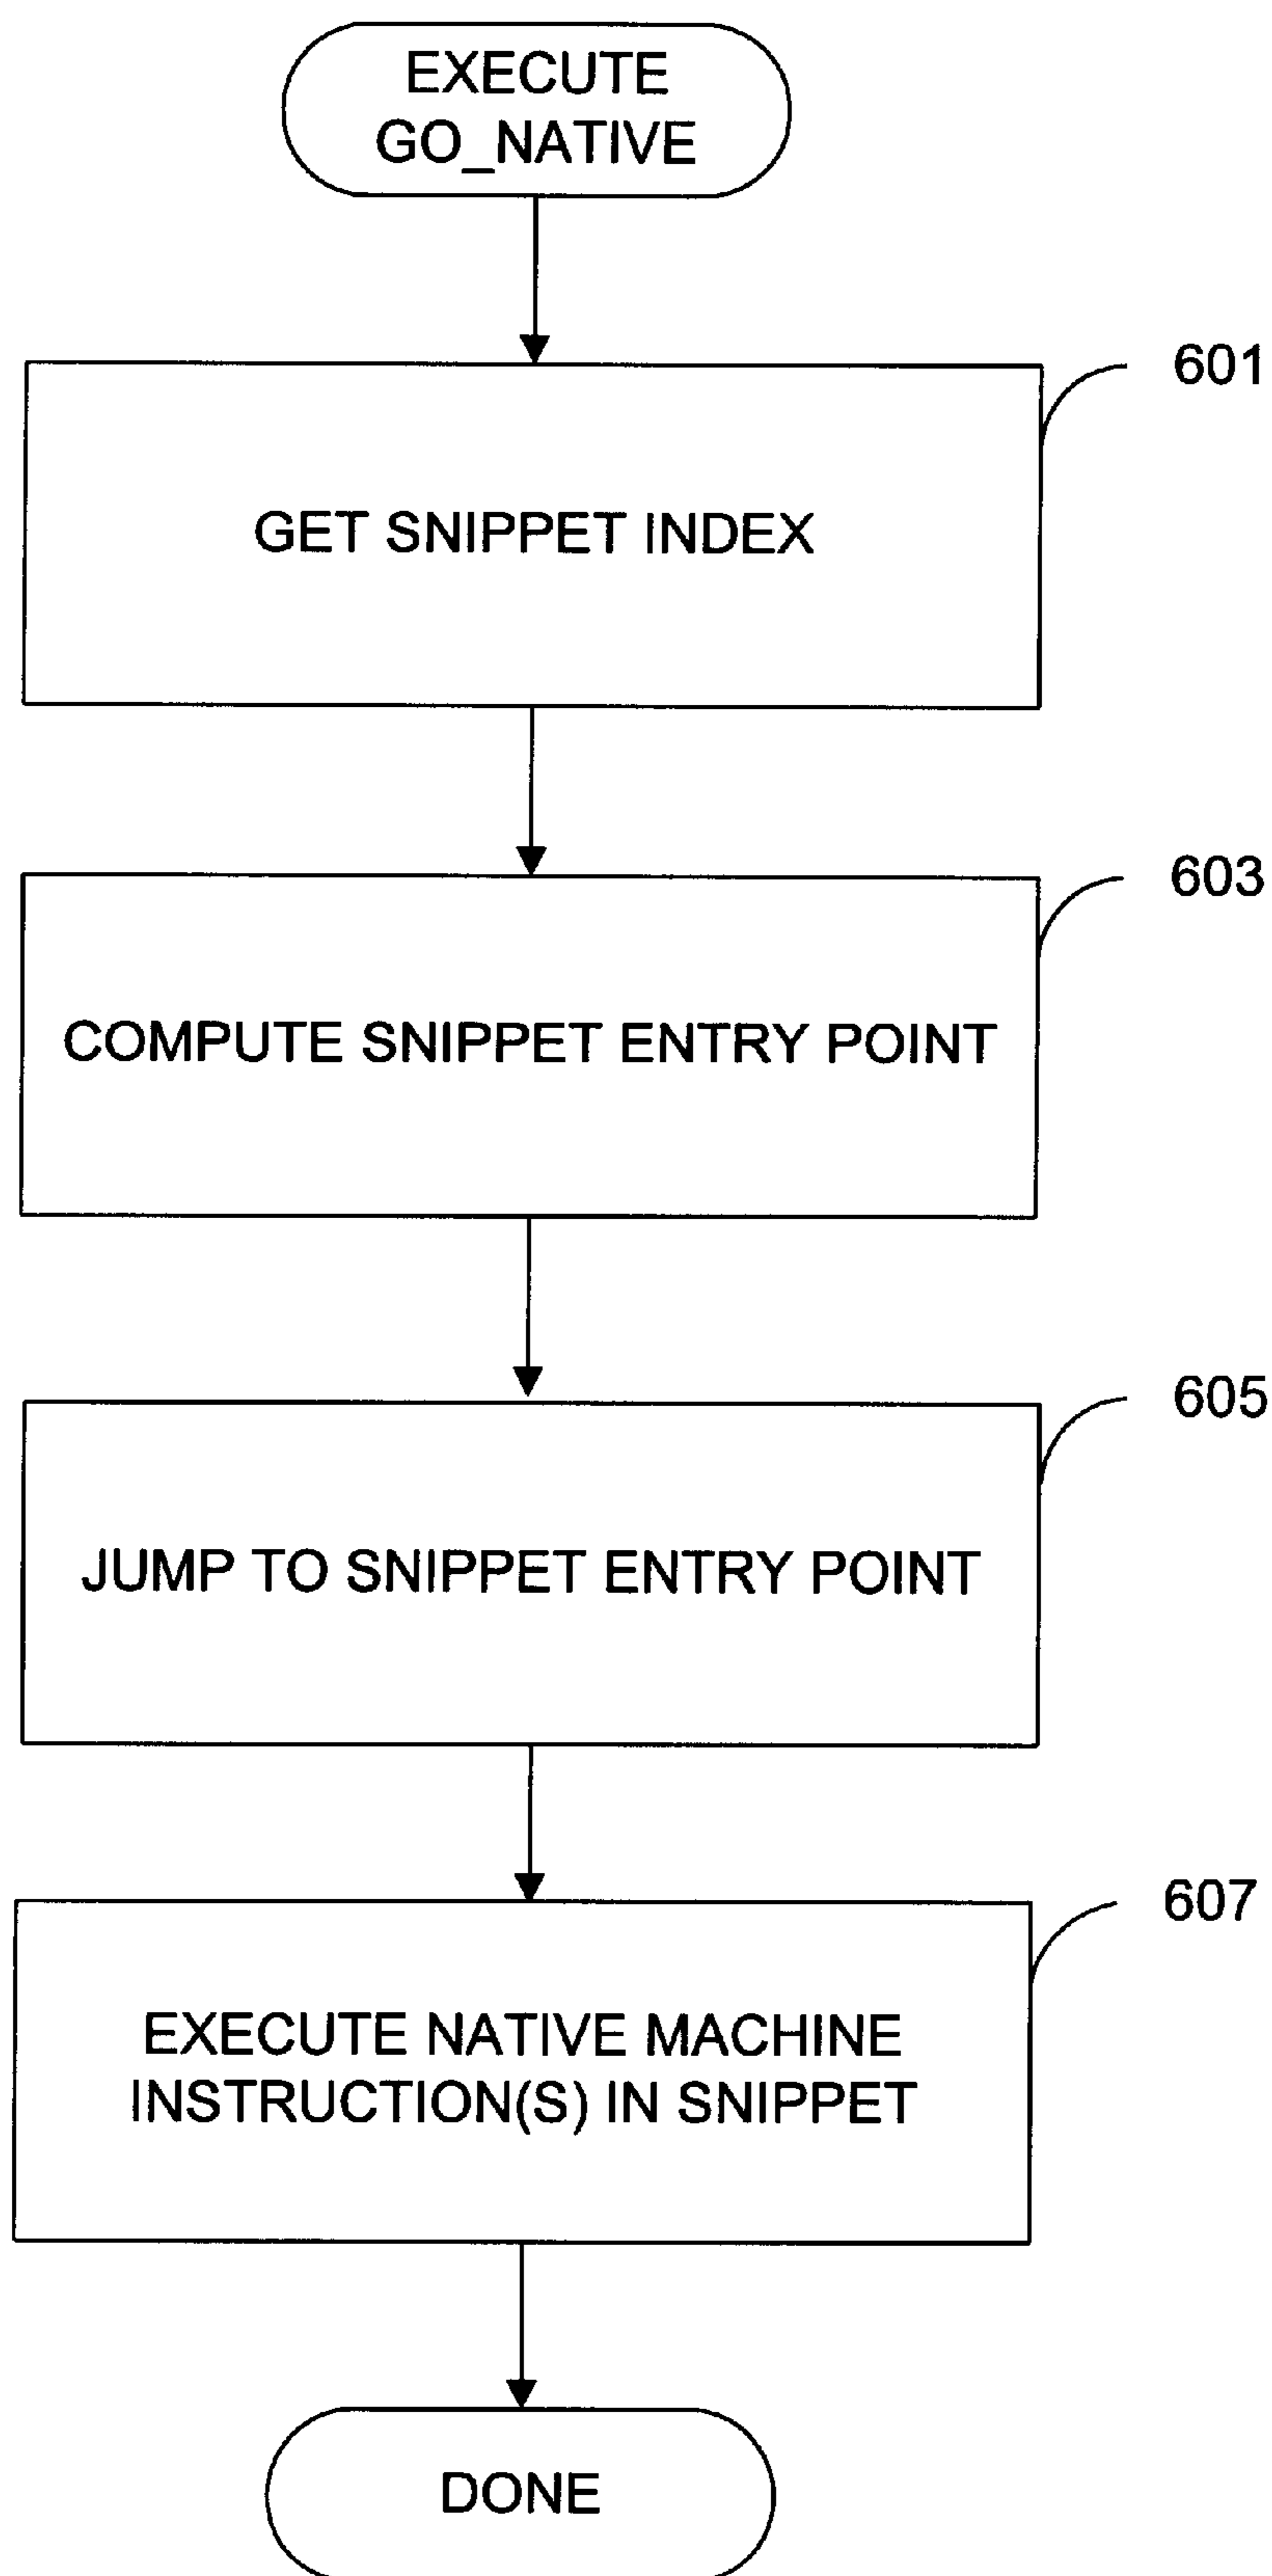 EXECUTE
GO_NATIVE
601
GET SNIPPET INDEX
603
COMPUTE SNIPPET ENTRY POINT
605
JUMP TO SNIPPET ENTRY POINT
607
EXECUTE NATIVE MACHINE
INSTRUCTION(S) IN SNIPPET
DONE